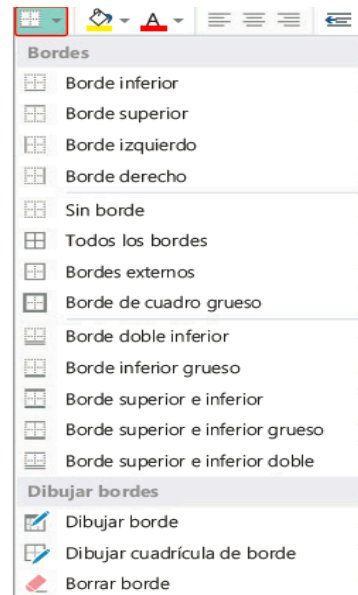 A
Bordes
Borde inferior
Borde superior
Borde izquierdo
Borde derecho
Sin borde
Todos los bordes
Bordes externos
Borde de cuadro grueso
Borde doble inferior
Borde inferior grueso
Borde superior e inferior
Borde superior e inferior grueso
Borde superior e inferior doble
Dibujar bordes
Dibujar borde
Dibujar cuadrícula de borde
Borrar borde